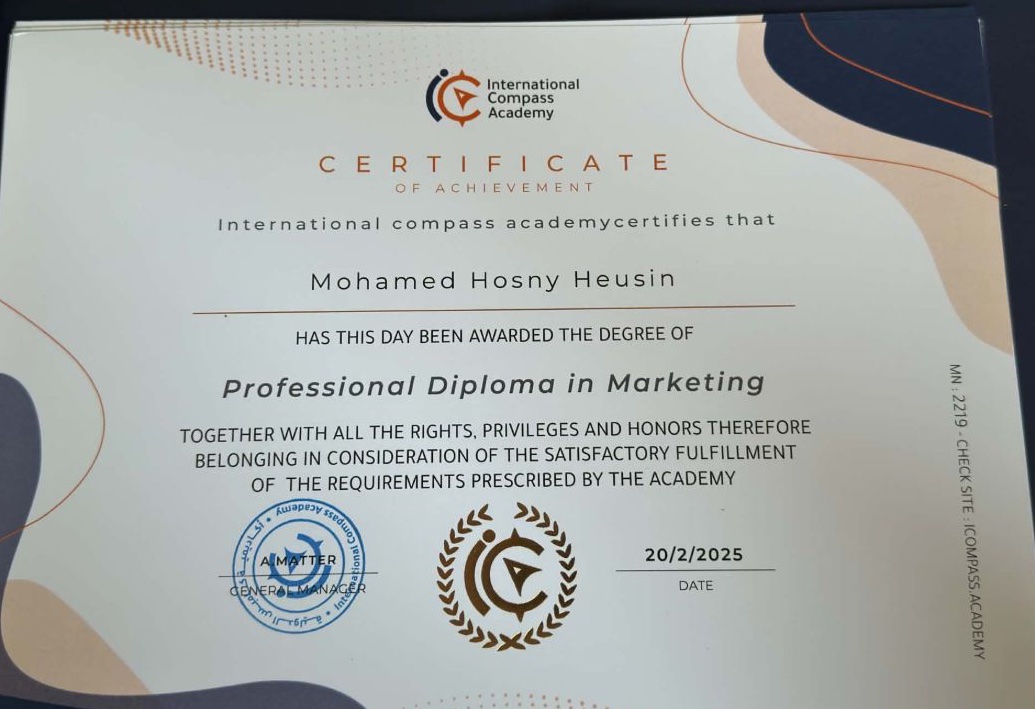 International
Compass
Academy
CERTIFICATE
OF ACHIEVEMENT
International compass academycertifies that
Mohamed Hosny Heusin
HAS THIS DAY BEEN AWARDED THE DEGREE OF
Professional Diploma in Marketing
TOGETHER WITH ALL THE RIGHTS, PRIVILEGES AND HONORS THEREFORE
BELONGING IN CONSIDERATION OF THE SATISFACTORY FULFILLMENT
OF THE REQUIREMENTS PRESCRIBED BY THE ACADEMY
International Compass Academy
A.MATTER
GENERAL MANAGER
20/2/2025
DATE
MN : 2219 - CHECK SITE : ICOMPASS.ACADEMY